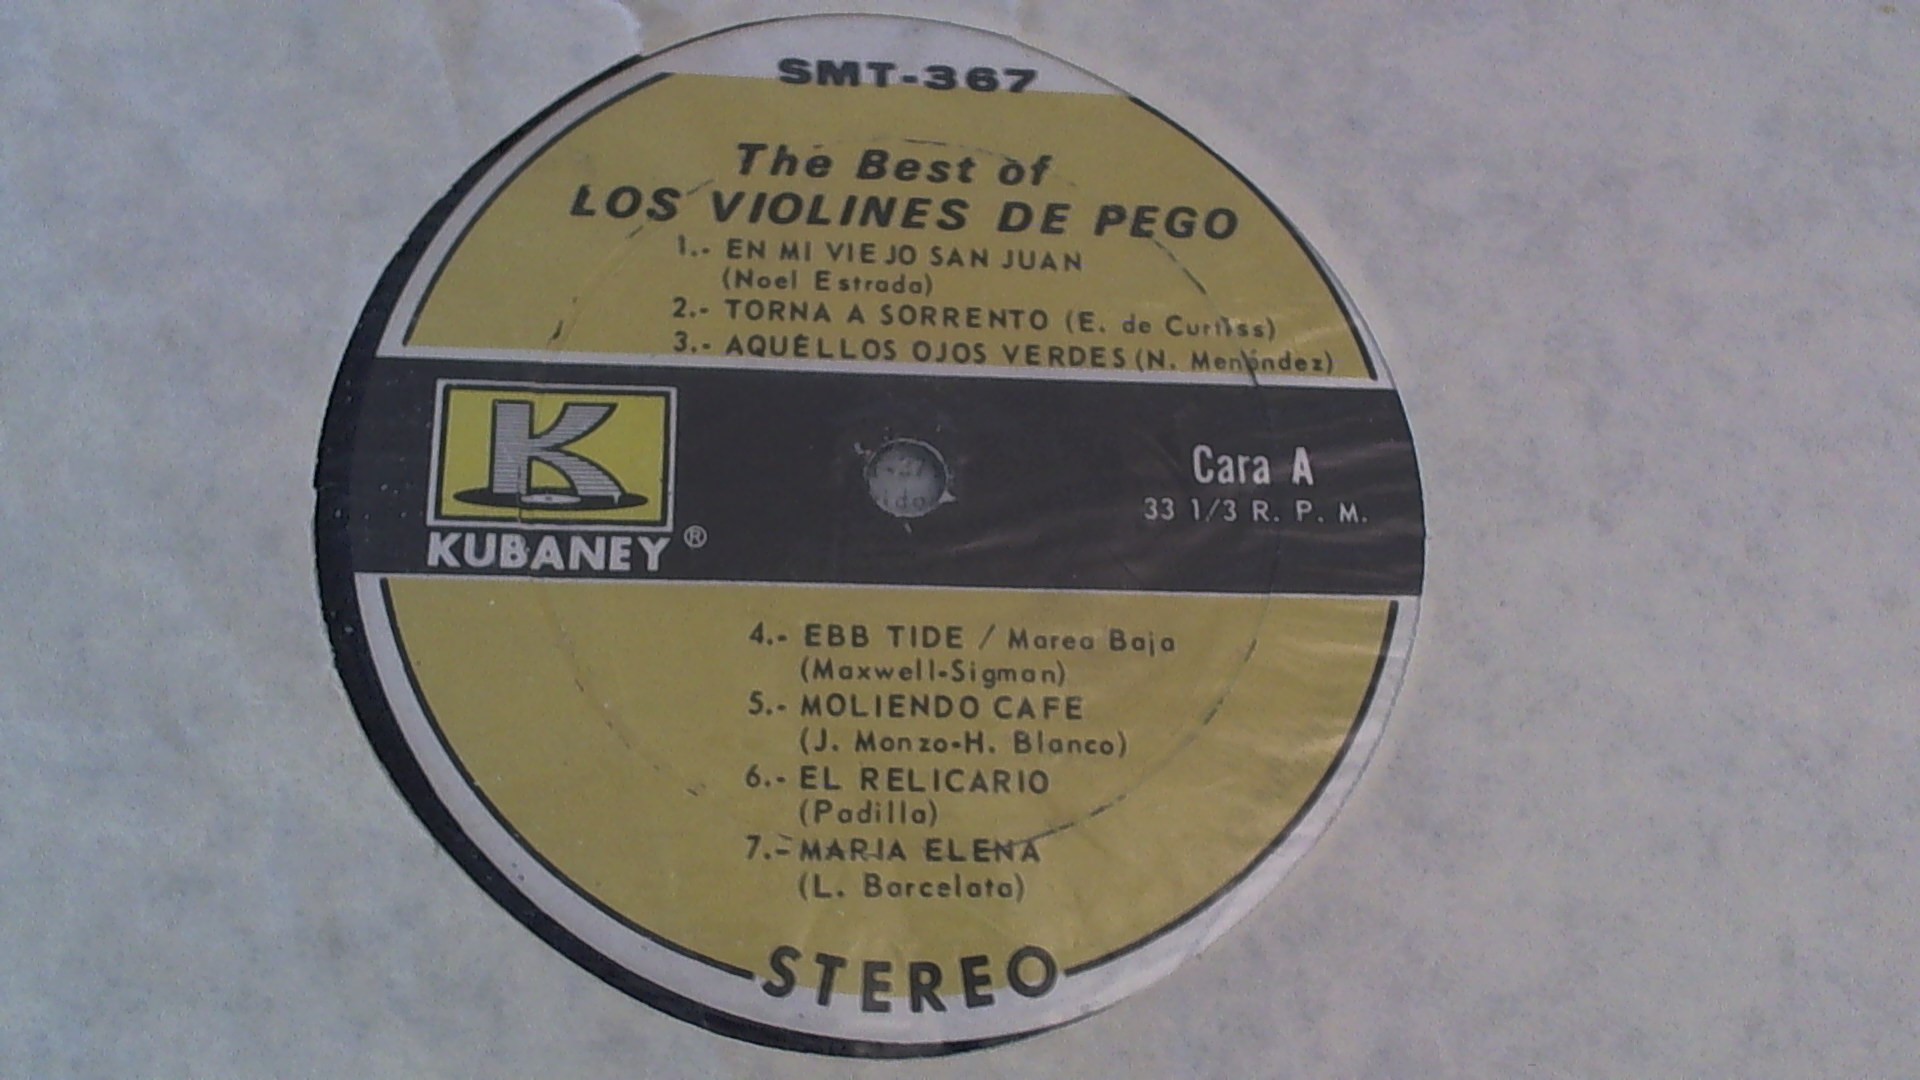 SMT-367
The Best of
LOS VIOLINES DE PEGO
1.- EN MI VIEJO SAN JUAN
(Noel Estrada)
2.- TORNA A SORRENTO (E. de Curtiss)
3.- AQUELLOS OJOS VERDES (N. Menéndez)
K
KUBANEY ®
Cara A
33 1/3 R. P. M.
4.- EBB TIDE / Marea Baja
(Maxwell-Sigman)
5.- MOLIENDO CAFE
(J. Monzo-H. Blanco)
6.- EL RELICARIO
(Padilla)
7.- MARIA ELENA
(L. Barcelata)
STEREO